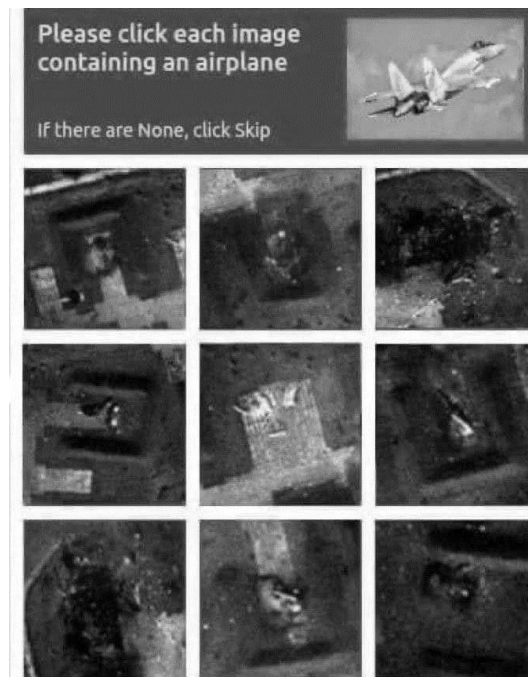 Please click each image
containing an airplane
If there are None, click Skip